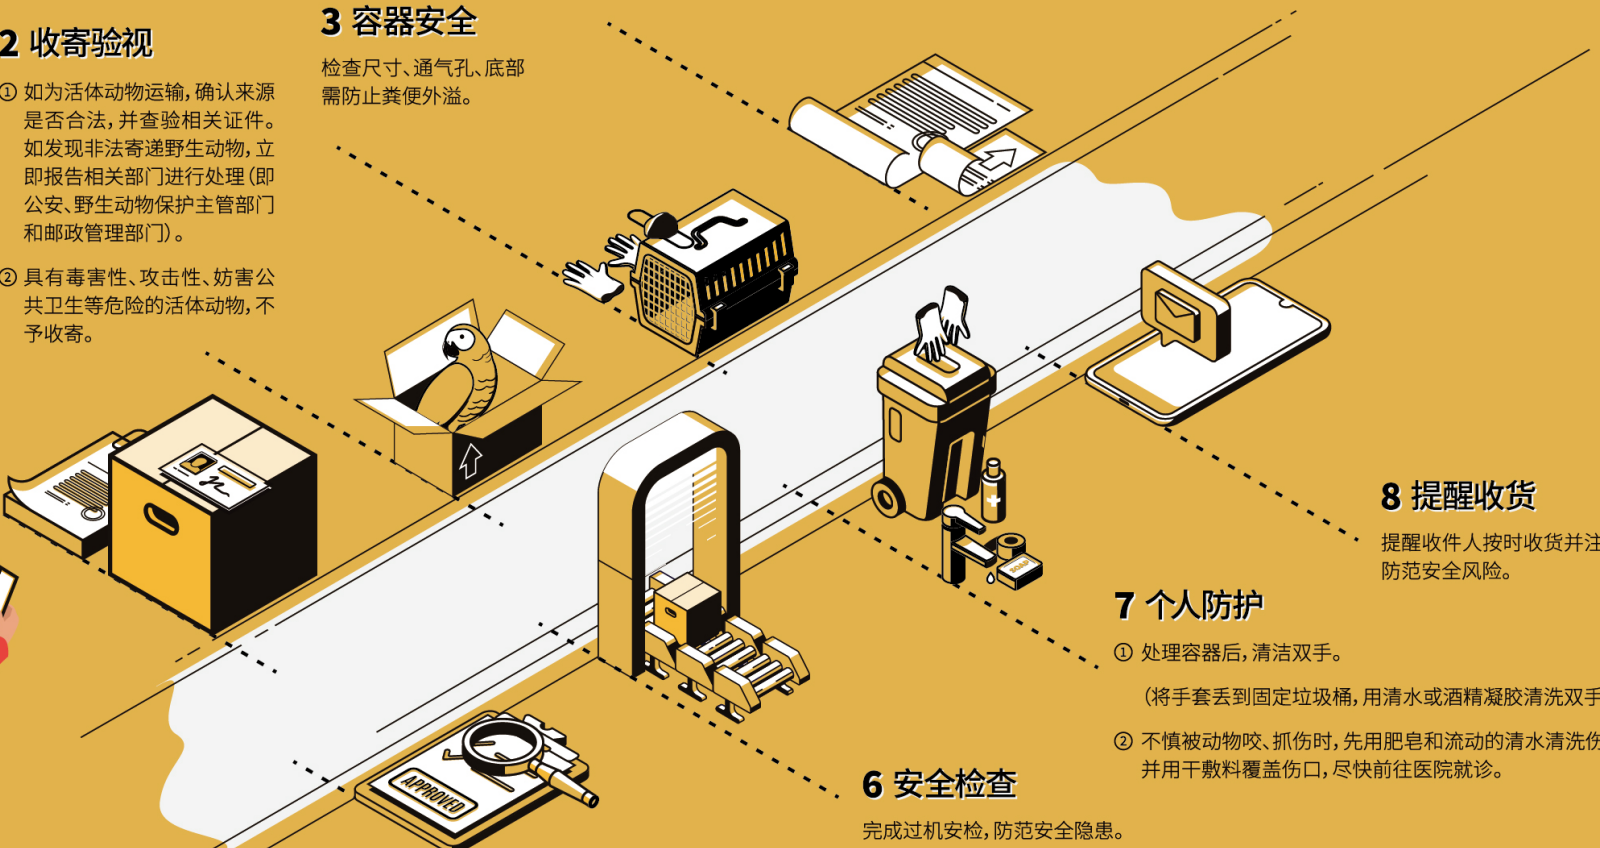 2 收寄验视
① 如为活体动物运输，确认来源
是否合法，并查验相关证件。
如发现非法寄递野生动物，立
即报告相关部门进行处理（即
公安、野生动物保护主管部门
和邮政管理部门）。
② 具有毒害性、攻击性、妨害公
共卫生等危险的活体动物，不
予收寄。
3 容器安全
检查尺寸、通气孔、底部
需防止粪便外溢。
8 提醒收货
提醒收件人按时收货并注
防范安全风险。
7 个人防护
① 处理容器后，清洁双手。
（将手套丢到固定垃圾桶，用清水或酒精凝胶清洗双手
② 不慎被动物咬、抓伤时，先用肥皂和流动的清水清洗伤
并用干敷料覆盖伤口，尽快前往医院就诊。
6 安全检查
完成过机安检，防范安全隐患。
APPROVED
SOAP